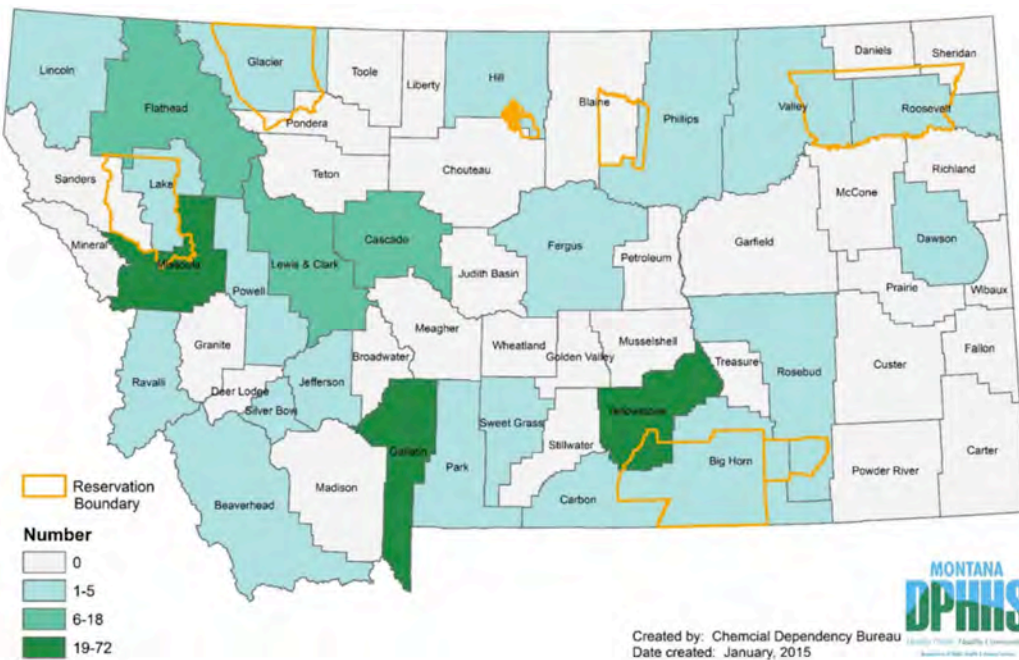 Daniels
Sheridan
Lincoln
Glacier
Toole
Liberty
Hill
Blaine
Phillips
Valley
Roosevelt
Flathead
Pondera
Sanders
Lake
Teton
Chouteau
McCone
Richland
Mineral
Missoula
Lewis & Clark
Cascade
Judith Basin
Fergus
Petroleum
Garfield
Dawson
Prairie
Wibaux
Powell
Granite
Meagher
Wheatland
Golden Valley
Musselshell
Treasure
Rosebud
Custer
Fallon
Ravalli
Deer Lodge
Silver Bow
Jefferson
Broadwater
Gallatin
Park
Sweet Grass
Stillwater
Yellowstone
Big Horn
Powder River
Carter
Carbon
Beaverhead
Madison
Reservation
Boundary
Number
0
1-5
6-18
19-72
Created by: Chemcial Dependency Bureau
Date created: January, 2015
MONTANA
DPHHS